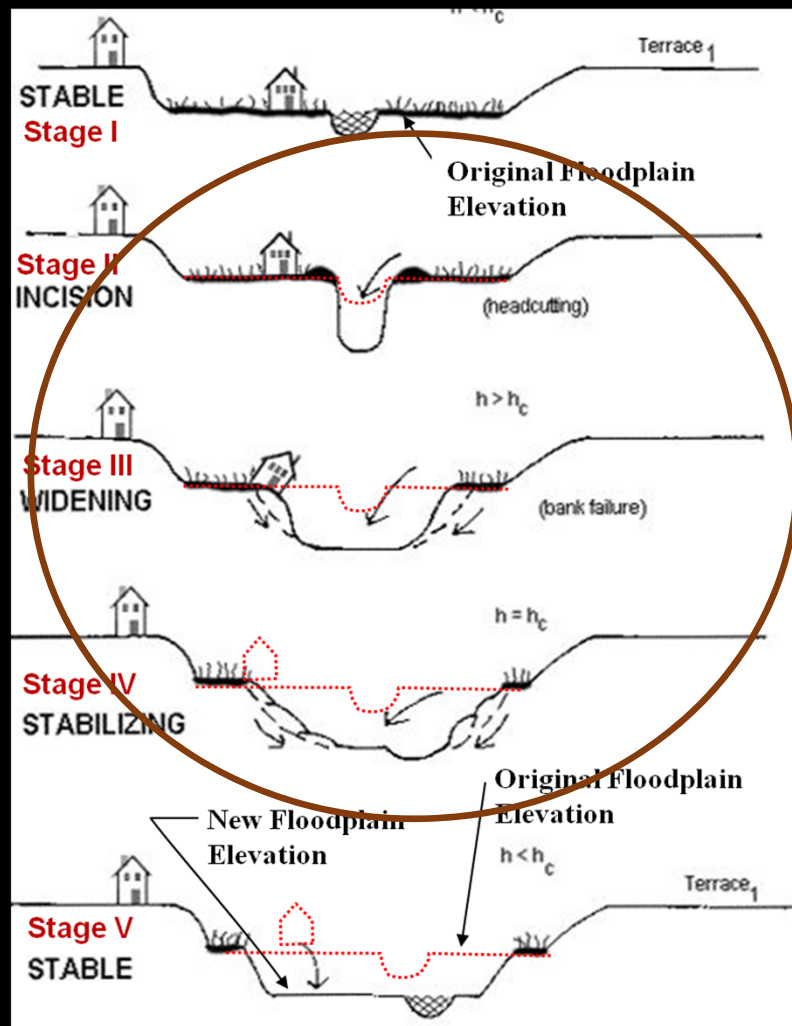 h < hc
Terrace1
STABLE
Stage I
Original Floodplain
Elevation
Stage II
INCISION
(headcutting)
h > hc
Stage III
WIDENING
(bank failure)
h = hc
Stage IV
STABILIZING
Original Floodplain
Elevation
New Floodplain
Elevation
h < hc
Terrace1
Stage V
STABLE